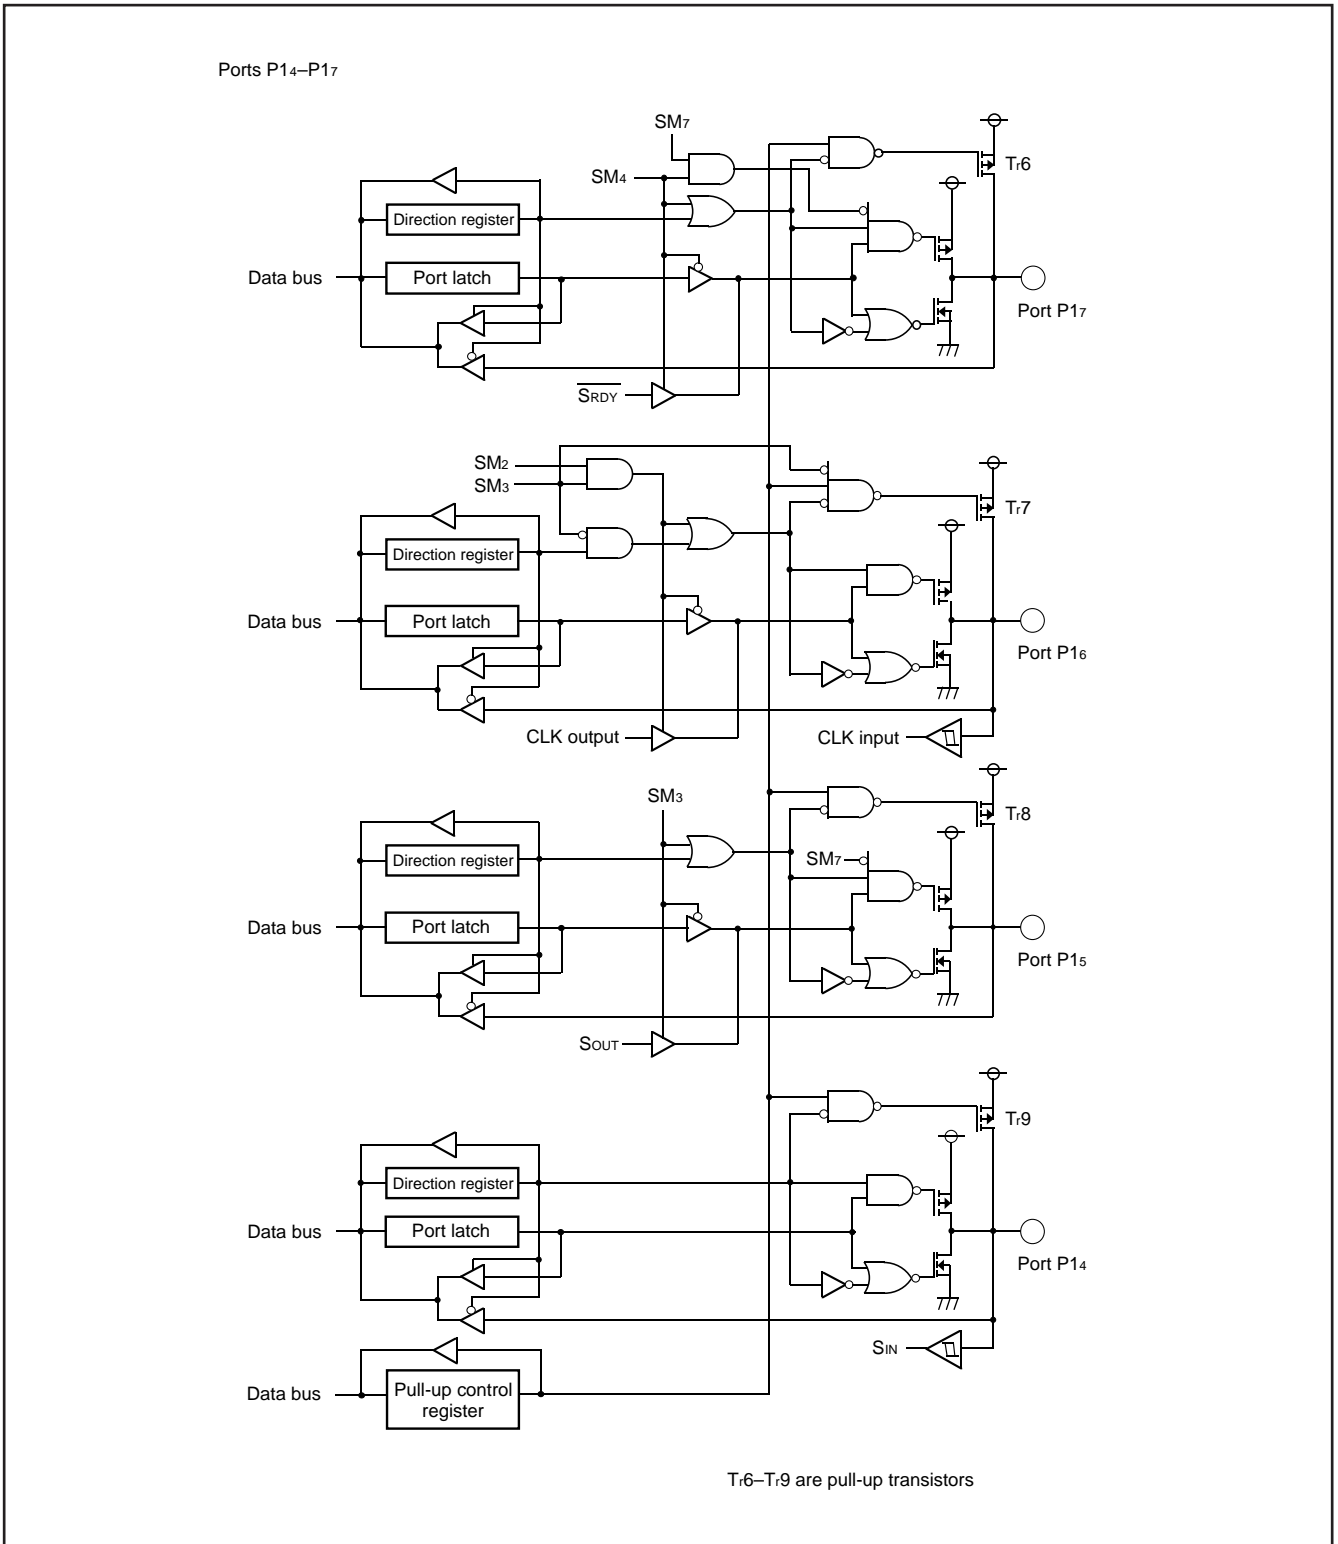 Ports P14–P17
SM7
SM4
Tr6
Direction register
Data bus
Port latch
Port P17
SRDY
SM2
SM3
Tr7
Direction register
Data bus
Port latch
Port P16
CLK output
CLK input
SM3
Tr8
Direction register
SM7
Data bus
Port latch
Port P15
SOUT
Tr9
Direction register
Data bus
Port latch
Port P14
SIN
Data bus
Pull-up control
register
Tr6–Tr9 are pull-up transistors